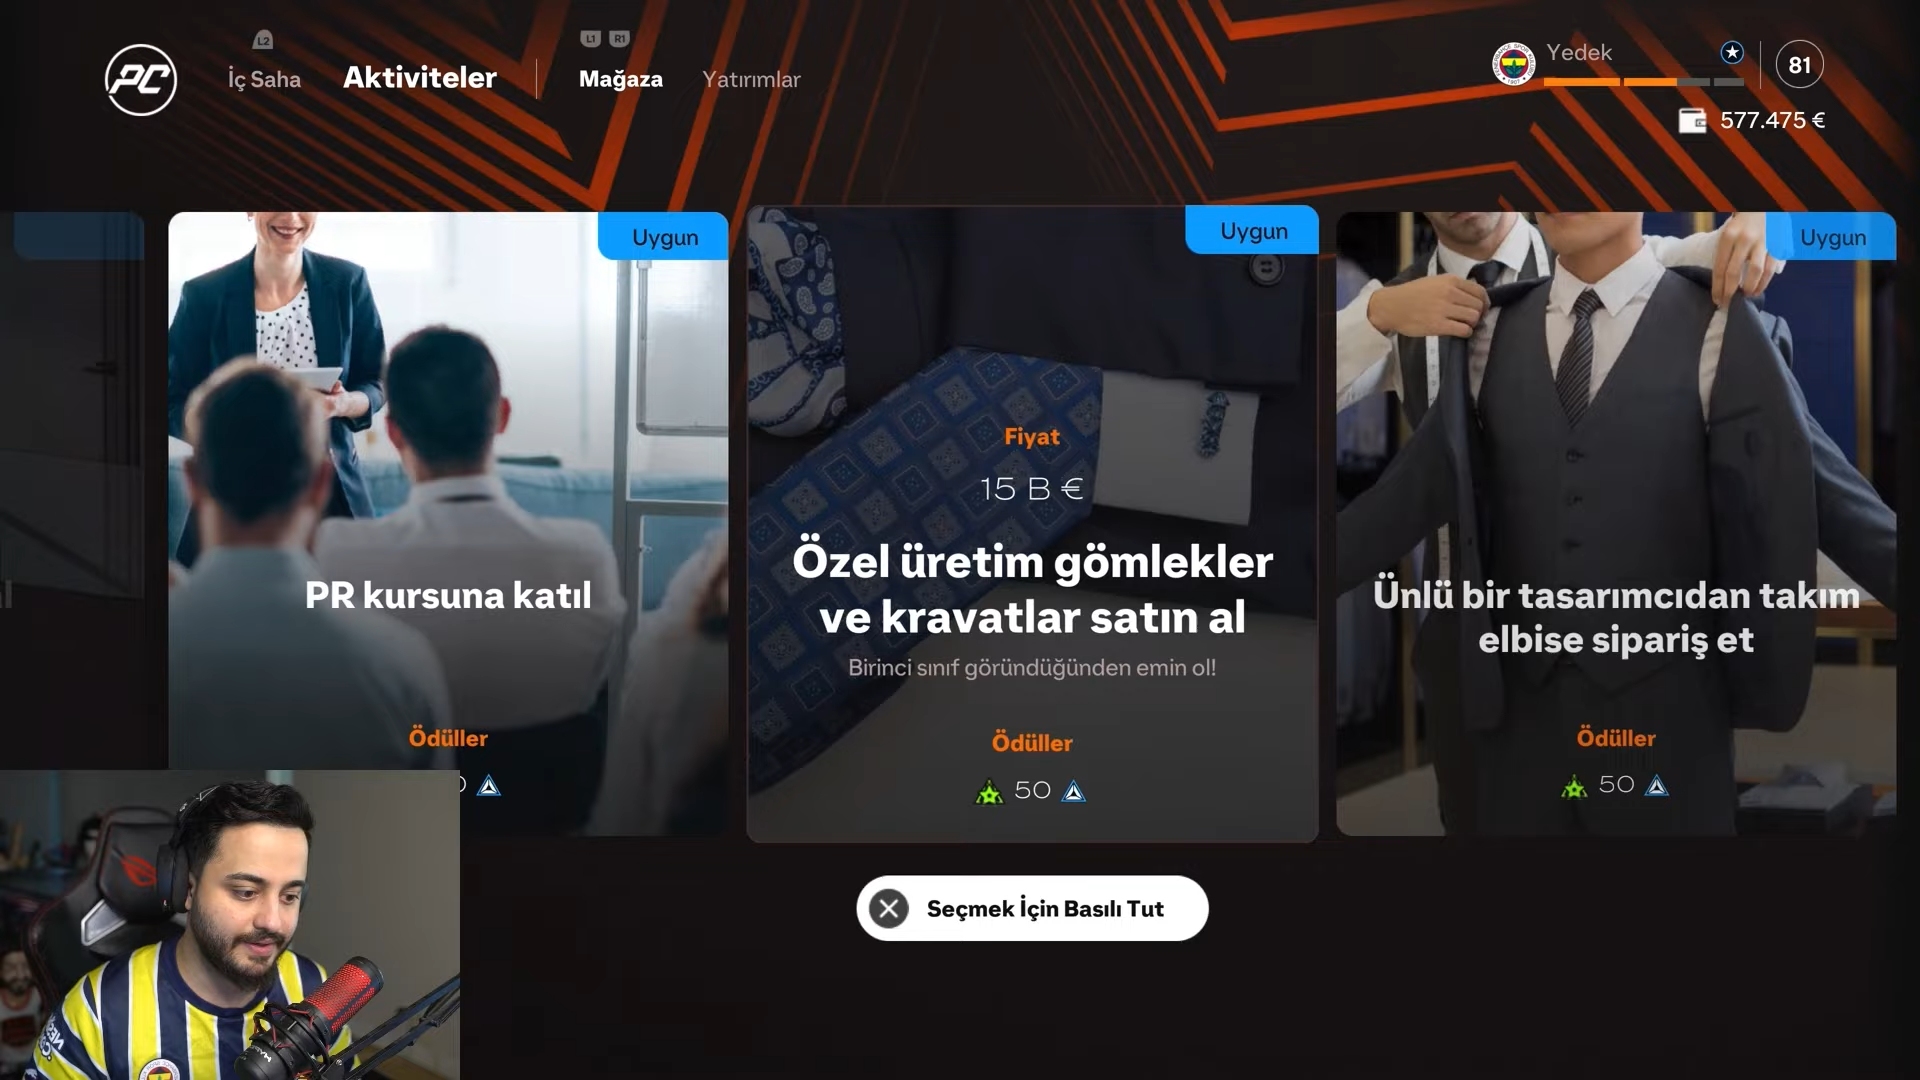 L2
L1 R1
PC
İç Saha
Aktiviteler
Mağaza
Yatırımlar
Yedek
81
577.475 €
Uygun
PR kursuna katıl
Ödüller
Uygun
Fiyat
15 B €
Özel üretim gömlekler
ve kravatlar satın al
Birinci sınıf göründüğünden emin ol!
Ödüller
50
Uygun
Ünlü bir tasarımcıdan takım
elbise sipariş et
Ödüller
50
Seçmek İçin Basılı Tut